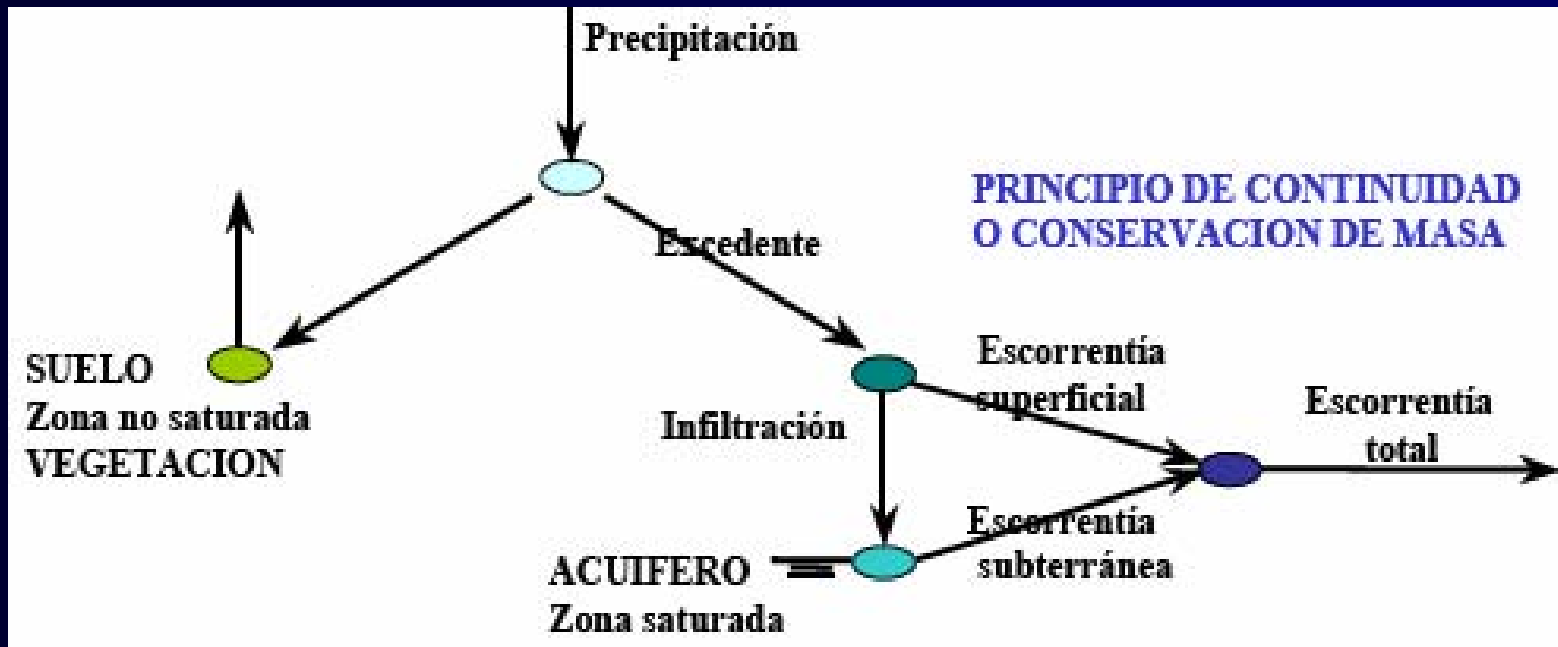 Precipitación
PRINCIPIO DE CONTINUIDAD
O CONSERVACION DE MASA
Excedente
SUELO
Zona no saturada
VEGETACION
Escorrentía
superficial
Infiltración
Escorrentía
total
Escorrentía
subterránea
ACUIFERO
Zona saturada